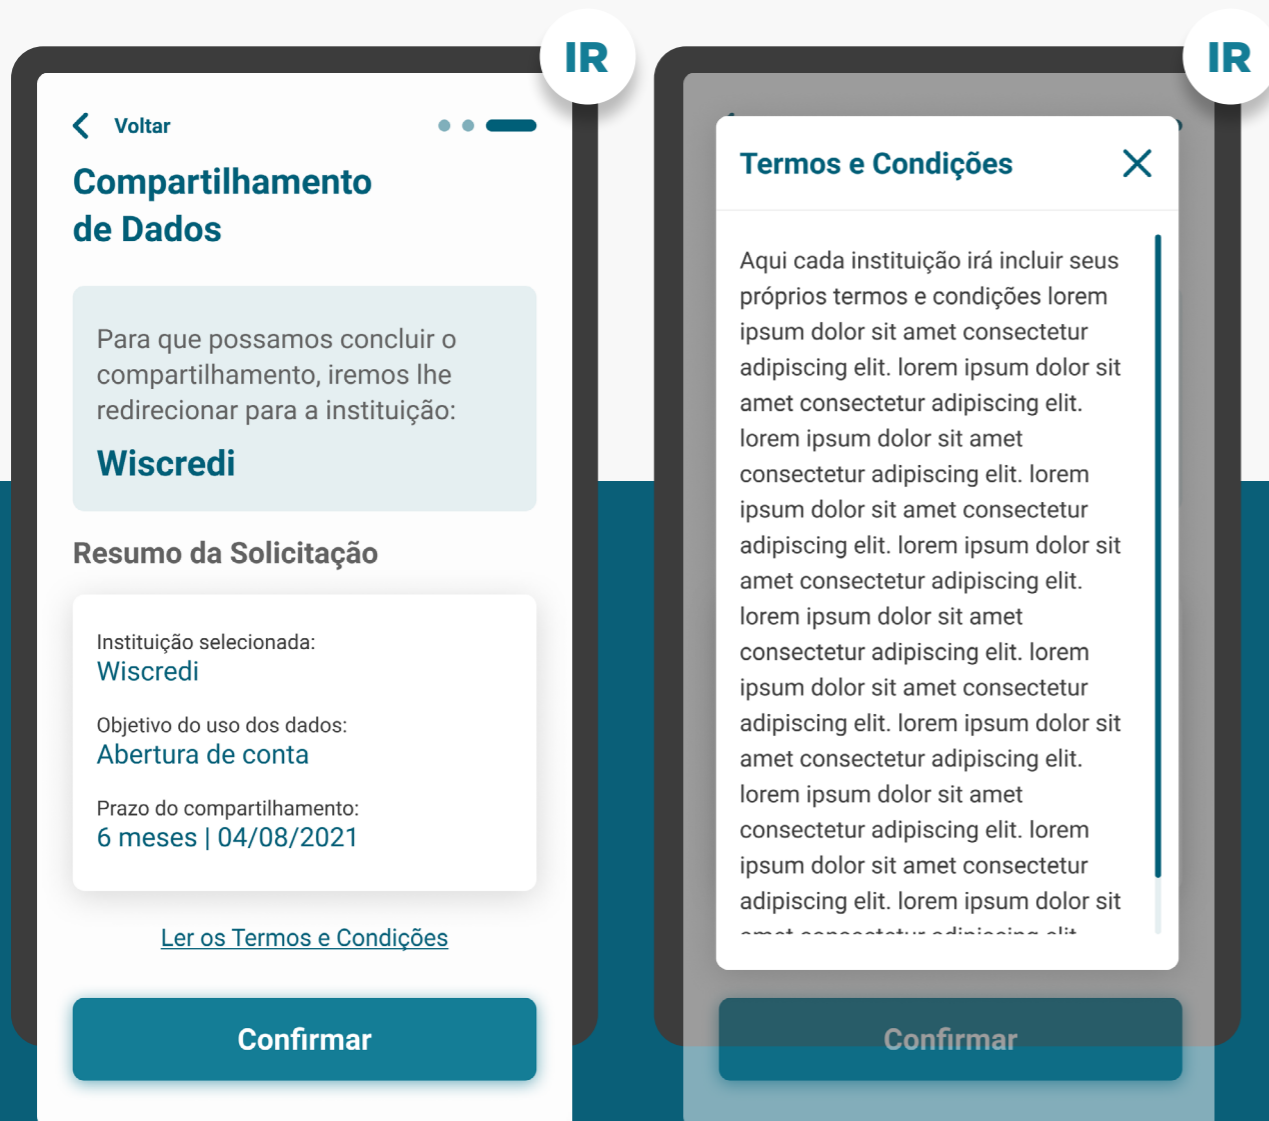 IR
Voltar
Compartilhamento
de Dados
Para que possamos concluir o
compartilhamento, iremos lhe
redirecionar para a instituição:
Wiscredi
Resumo da Solicitação
Instituição selecionada:
Wiscredi
Objetivo do uso dos dados:
Abertura de conta
Prazo do compartilhamento:
6 meses | 04/08/2021
Ler os Termos e Condições
Confirmar
IR
Termos e Condições
Aqui cada instituição irá incluir seus
próprios termos e condições lorem
ipsum dolor sit amet consectetur
adipiscing elit. lorem ipsum dolor sit
amet consectetur adipiscing elit.
lorem ipsum dolor sit amet
consectetur adipiscing elit. lorem
ipsum dolor sit amet consectetur
adipiscing elit. lorem ipsum dolor sit
amet consectetur adipiscing elit.
lorem ipsum dolor sit amet
consectetur adipiscing elit. lorem
ipsum dolor sit amet consectetur
adipiscing elit. lorem ipsum dolor sit
amet consectetur adipiscing elit.
lorem ipsum dolor sit amet
consectetur adipiscing elit. lorem
ipsum dolor sit amet consectetur
adipiscing elit. lorem ipsum dolor sit
amet consectetur adipiscing elit.
Confirmar